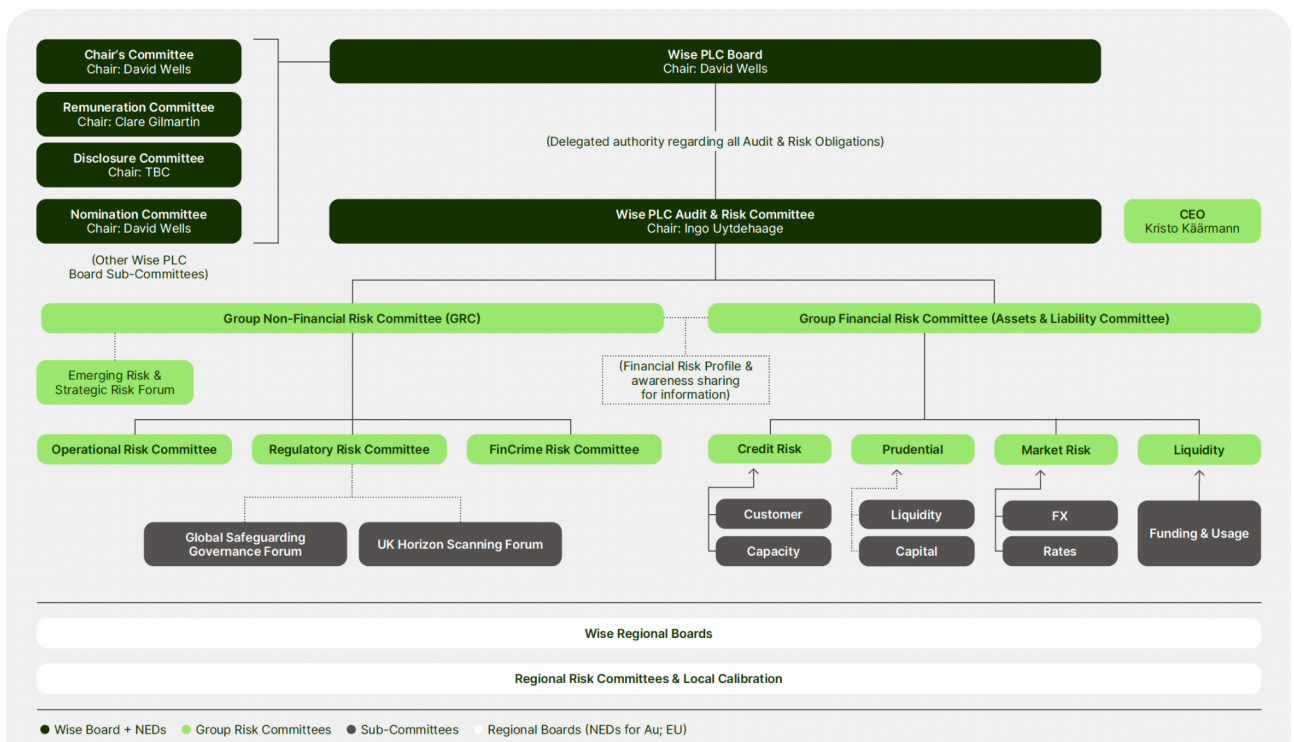 Chair's Committee
Chair: David Wells
Wise PLC Board
Chair: David Wells
Remuneration Committee
Chair: Clare Gilmartin
(Delegated authority regarding all Audit & Risk Obligations)
Disclosure Committee
Chair: TBC
Nomination Committee
Chair: David Wells
Wise PLC Audit & Risk Committee
Chair: Ingo Uytdehaage
CEO
Kristo Käärmann
(Other Wise PLC
Board Sub-Committees)
Group Non-Financial Risk Committee (GRC)
Group Financial Risk Committee (Assets & Liability Committee)
Emerging Risk &
Strategic Risk Forum
(Financial Risk Profile &
awareness sharing
for information)
Operational Risk Committee
Regulatory Risk Committee
FinCrime Risk Committee
Credit Risk
Prudential
Market Risk
Liquidity
Global Safeguarding
Governance Forum
UK Horizon Scanning Forum
Customer
Capacity
Liquidity
Capital
FX
Rates
Funding & Usage
Wise Regional Boards
Regional Risk Committees & Local Calibration
Wise Board + NEDs
Group Risk Committees
Sub-Committees
Regional Boards (NEDs for Au; EU)